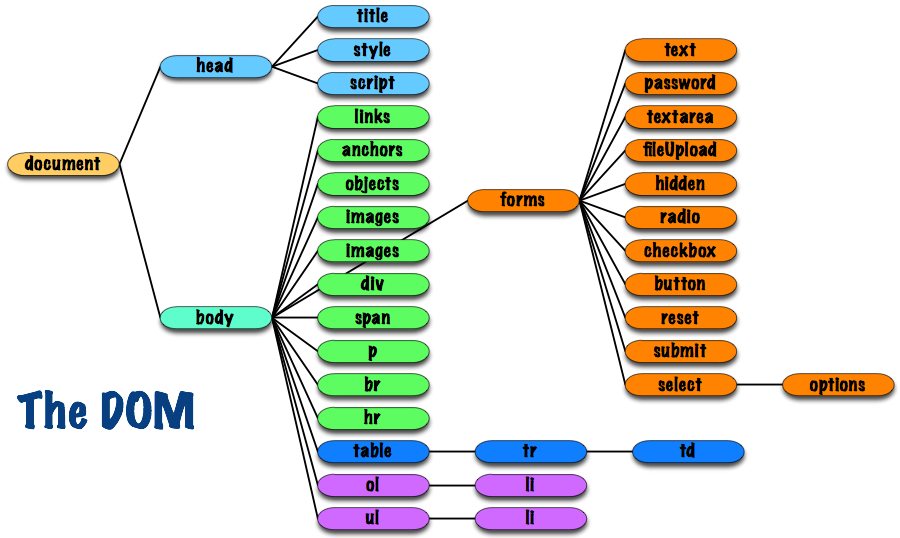 document
head
title
style
script
body
links
anchors
objects
images
images
div
span
p
br
hr
table
tr
td
ol
li
ul
li
forms
text
password
textarea
fileUpload
hidden
radio
checkbox
button
reset
submit
select
options
The DOM